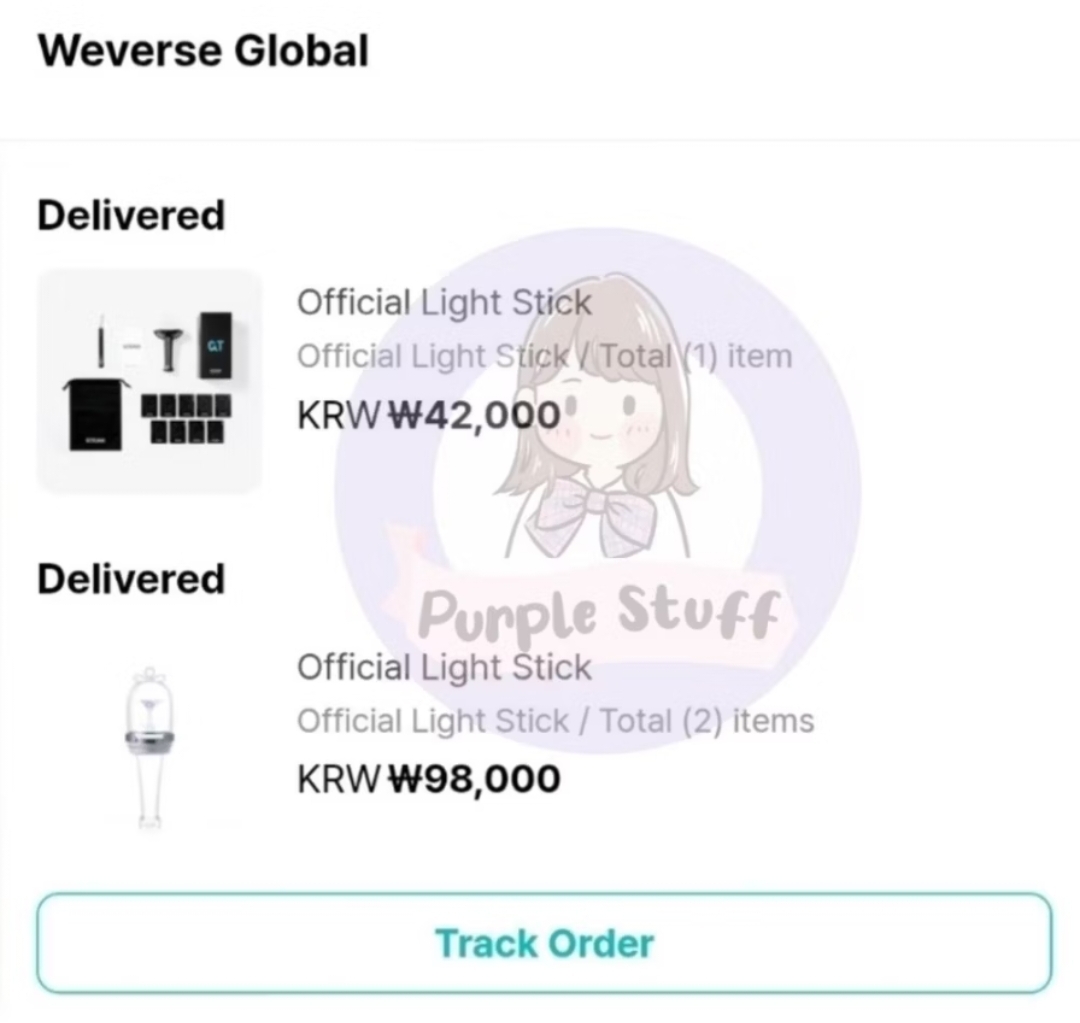 Weverse Global
Delivered
Official Light Stick
Official Light Stick / Total (1) item
KRW ₩42,000
Purple Stuff
Delivered
Official Light Stick
Official Light Stick / Total (2) items
KRW ₩98,000
Track Order